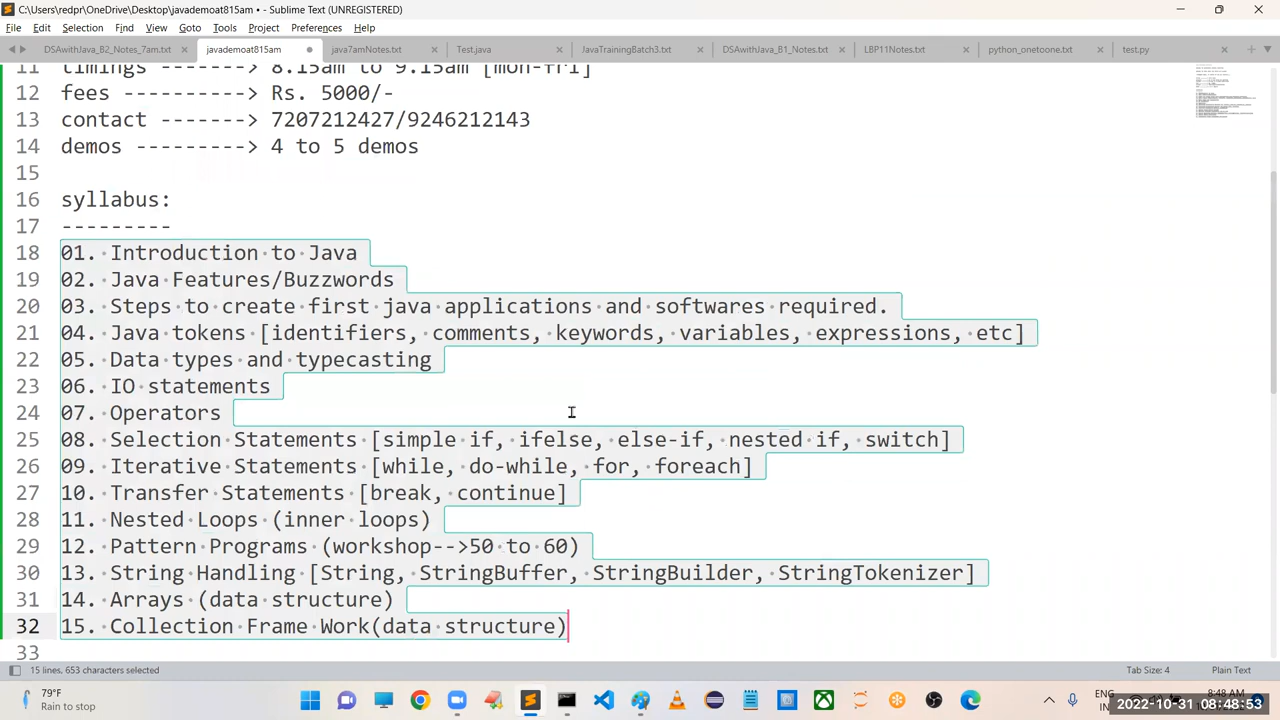 C:\Users\redpr\OneDrive\Desktop\javademoat815am • - Sublime Text (UNREGISTERED)
File Edit Selection Find View Goto Tools Project Preferences Help
DSAwithJava_B2_Notes_7am.txt javademoat815am java7amNotes.txt Test.java JavaTrainingBatch3.txt DSAwithJava_B1_Notes.txt LBP11Notes.txt python_onetoone.txt test.py
11 timings -------> 8.15am to 9.15am [mon-fri]
12 fees ----------> Rs. 5000/-
13 contact -------> 7207212427/9246212143
14 demos ---------> 4 to 5 demos
15
16 syllabus:
17 ---------
18 01. Introduction to Java
19 02. Java Features/Buzzwords
20 03. Steps to create first java applications and softwares required.
21 04. Java tokens [identifiers, comments, keywords, variables, expressions, etc]
22 05. Data types and typecasting
23 06. IO statements
24 07. Operators
25 08. Selection Statements [simple if, ifelse, else-if, nested if, switch]
26 09. Iterative Statements [while, do-while, for, foreach]
27 10. Transfer Statements [break, continue]
28 11. Nested Loops (inner loops)
29 12. Pattern Programs (workshop-->50 to 60)
30 13. String Handling [String, StringBuffer, StringBuilder, StringTokenizer]
31 14. Arrays (data structure)
32 15. Collection Frame Work(data structure)
33
15 lines, 653 characters selected Tab Size: 4 Plain Text
79°F
Rain to stop
ENG 8:48 AM
2022-10-31 08:48:53